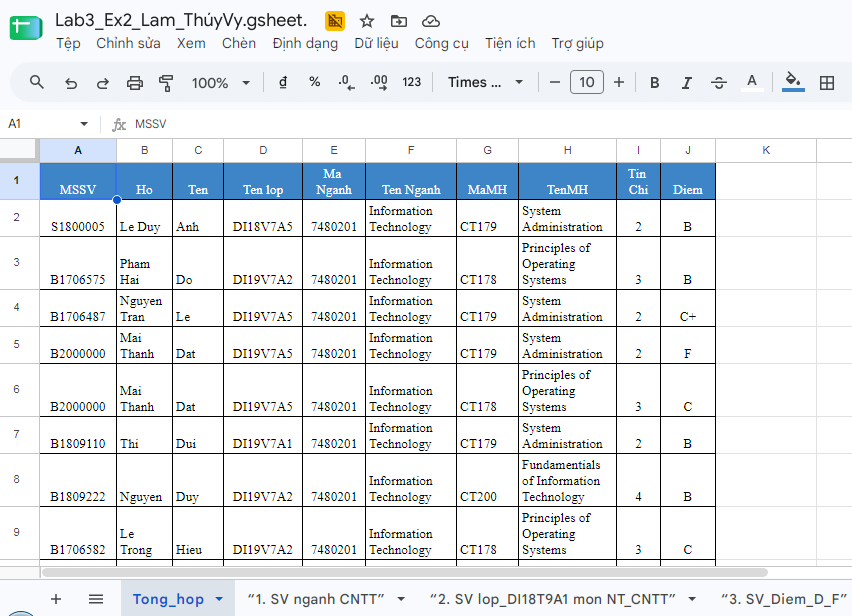 Lab3_Ex2_Lam_ThúyVy.gsheet.
Tệp Chỉnh sửa Xem Chèn Định dạng Dữ liệu Công cụ Tiện ích Trợ giúp
100% đ % .0 .00 123 Times ... 10 B I S A
A1 fx MSSV
A B C D E F G H I J K
1 MSSV Ho Ten Ten lop Ma Nganh Ten Nganh MaMH TenMH Tin Chi Diem
2 S1800005 Le Duy Anh DI18V7A5 7480201 Information Technology CT179 System Administration 2 B
3 B1706575 Pham Hai Do DI19V7A2 7480201 Information Technology CT178 Principles of Operating Systems 3 B
4 B1706487 Nguyen Tran Le DI19V7A5 7480201 Information Technology CT179 System Administration 2 C+
5 B2000000 Mai Thanh Dat DI19V7A5 7480201 Information Technology CT179 System Administration 2 F
6 B2000000 Mai Thanh Dat DI19V7A5 7480201 Information Technology CT178 Principles of Operating Systems 3 C
7 B1809110 Thi Dui DI19V7A1 7480201 Information Technology CT179 System Administration 2 B
8 B1809222 Nguyen Duy DI19V7A2 7480201 Information Technology CT200 Fundamentials of Information Technology 4 B
9 B1706582 Le Trong Hieu DI19V7A2 7480201 Information Technology CT178 Principles of Operating Systems 3 C
Tong_hop “1. SV nganh CNTT” “2. SV lop_DI18T9A1 mon NT_CNTT” “3. SV_Diem_D_F”